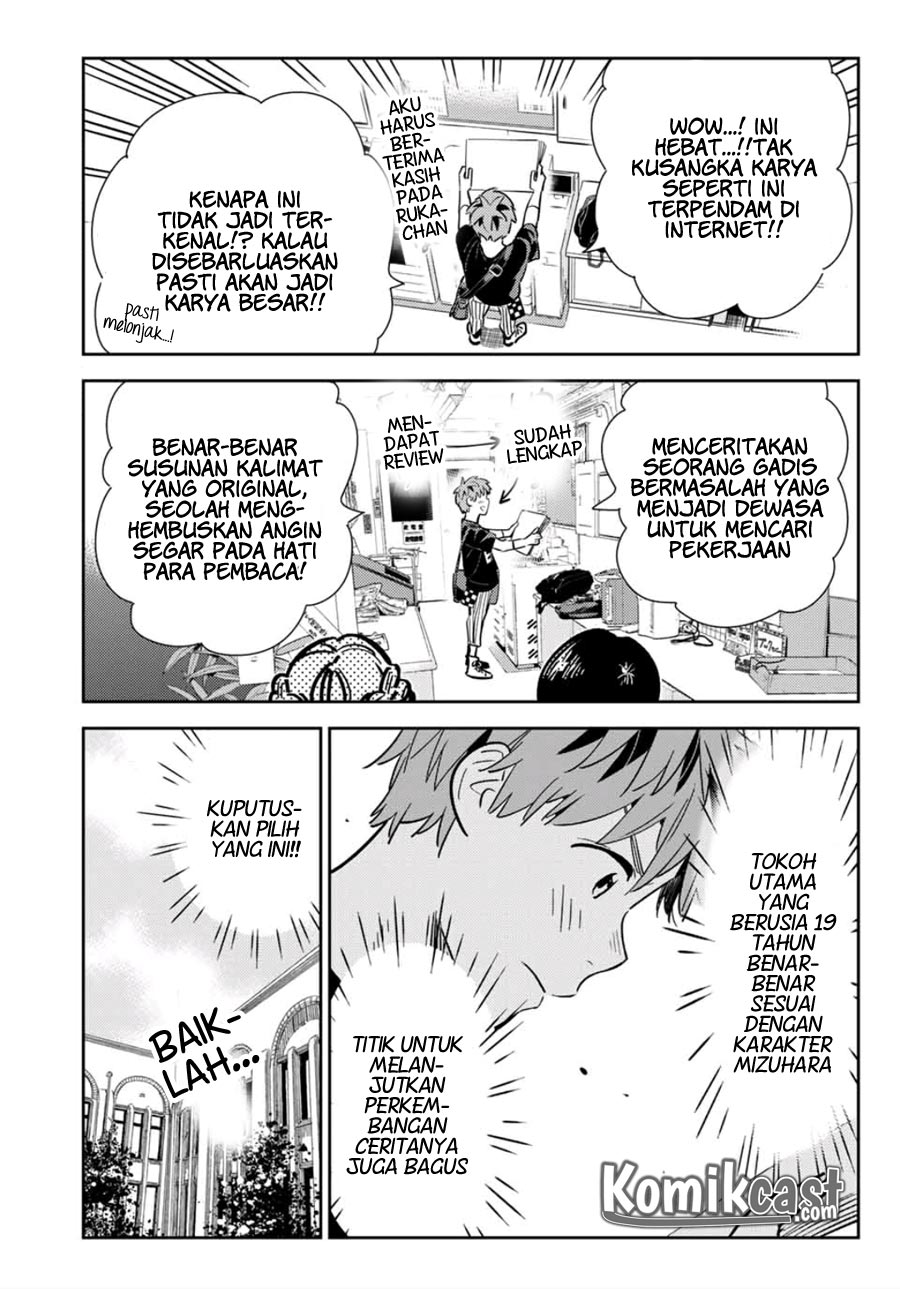 WOW...! INI
HEBAT...!!TAK
KUSANGKA KARYA
SEPERTI INI
TERPENDAM DI
INTERNET!!
AKU
HARUS
BER-
TERIMA
KASIH
PADA
RUKA-
CHAN
KENAPA INI
TIDAK JADI TER-
KENAL!? KALAU
DISEBARLUASKAN
PASTI AKAN JADI
KARYA BESAR!!
pasti
melonjak...!
MENCERITAKAN
SEORANG GADIS
BERMASALAH YANG
MENJADI DEWASA
UNTUK MENCARI
PEKERJAAN
SUDAH
LENGKAP
MEN-
DAPAT
REVIEW
BENAR-BENAR
SUSUNAN KALIMAT
YANG ORIGINAL,
SEOLAH MENG-
HEMBUSKAN ANGIN
SEGAR PADA HATI
PARA PEMBACA!
TOKOH
UTAMA
YANG
BERUSIA 19
TAHUN
BENAR-
BENAR
SESUAI
DENGAN
KARAKTER
MIZUHARA
TITIK UNTUK
MELAN-
JUTKAN
PERKEM-
BANGAN
CERITANYA
JUGA BAGUS
KUPUTUS-
KAN PILIH
YANG INI!!
BAIK-
LAH...
Komikcast
.com